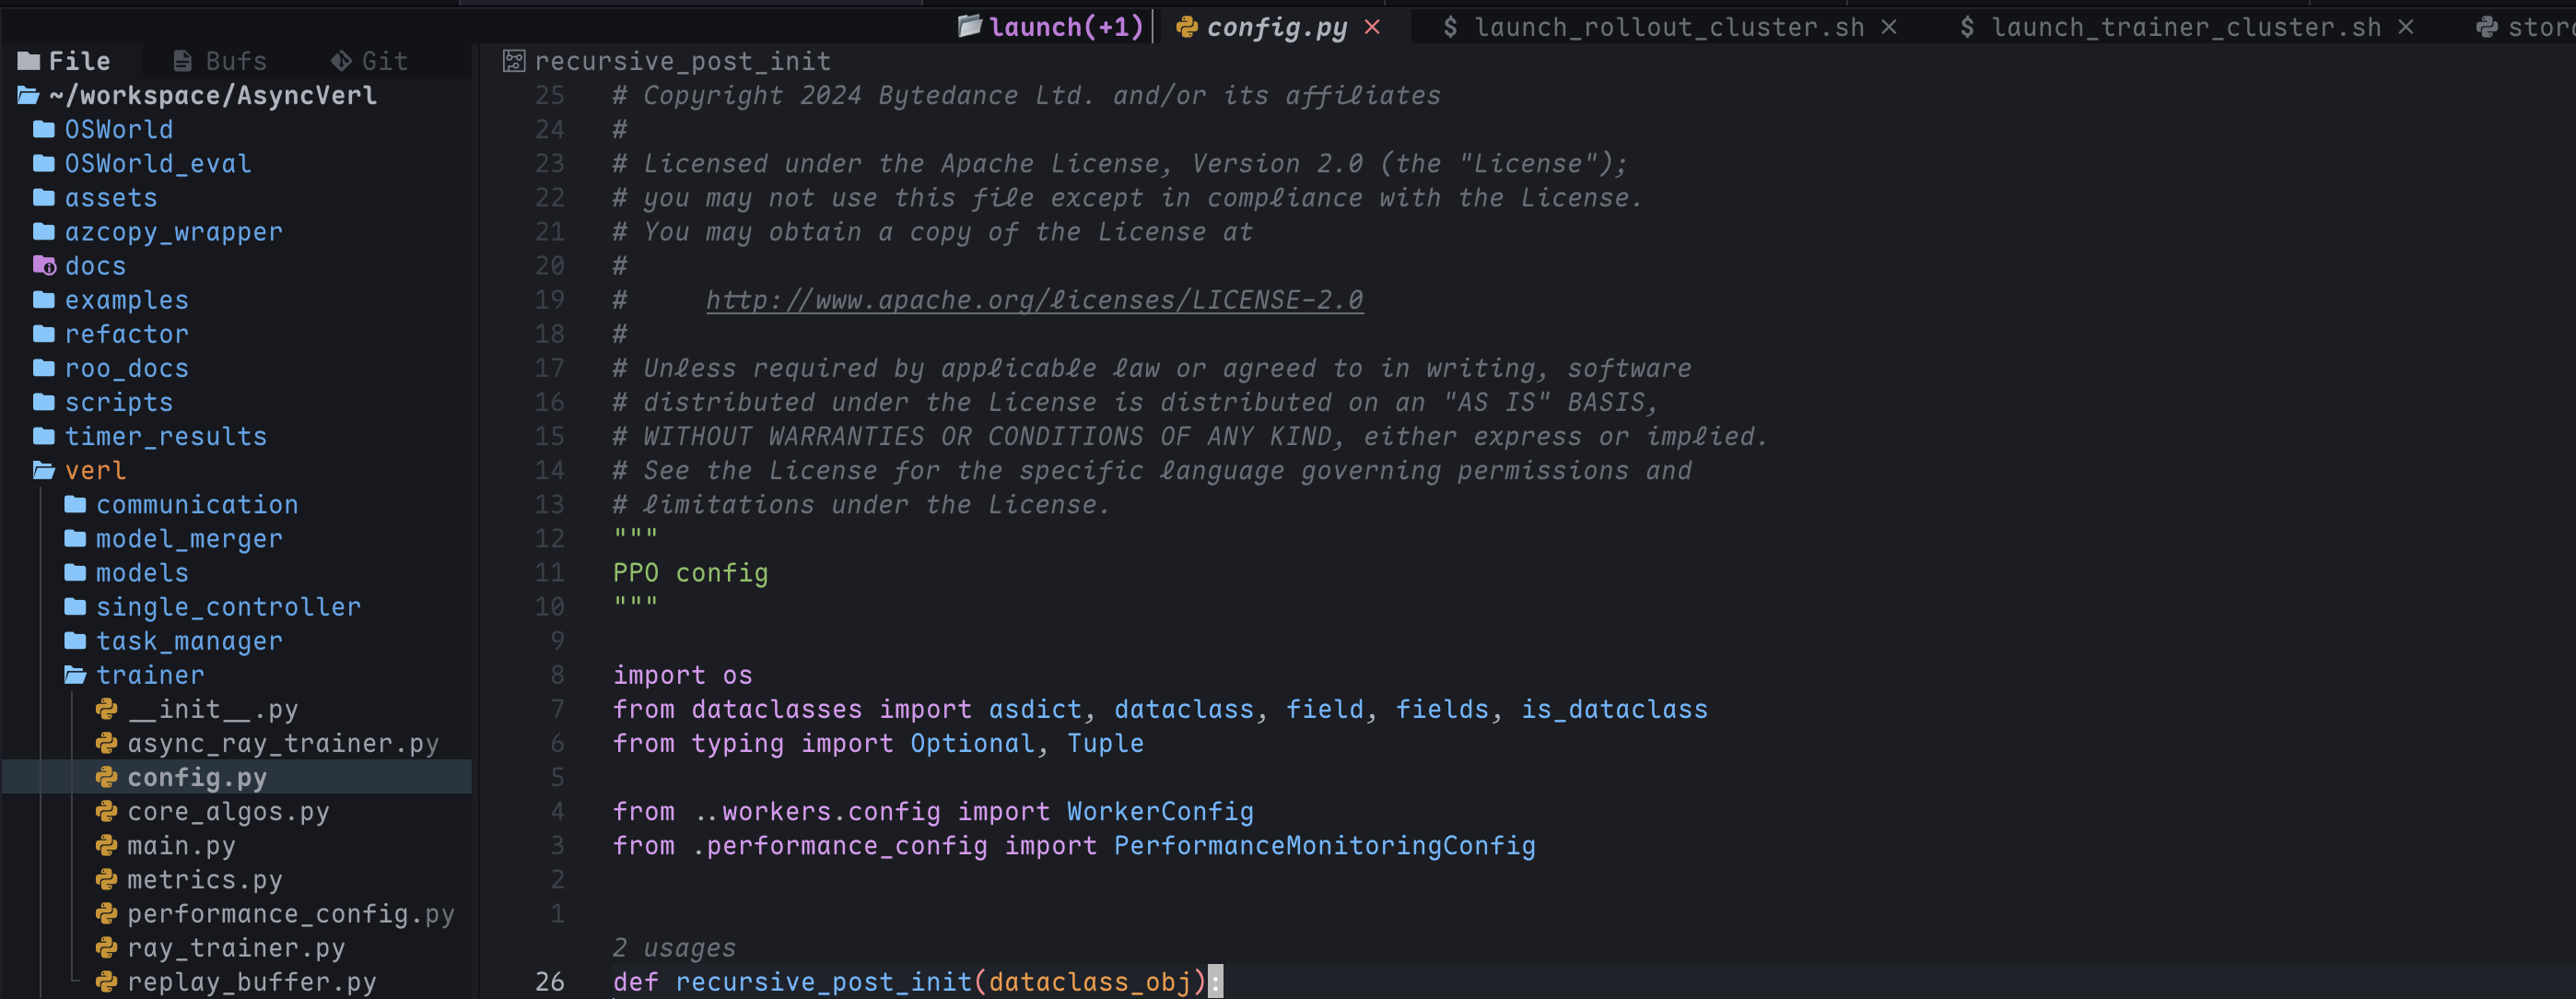 launch(+1)
config.py ×
$ launch_rollout_cluster.sh ×
$ launch_trainer_cluster.sh ×
File Bufs Git
~/workspace/AsyncVerl
OSWorld
OSWorld_eval
assets
azcopy_wrapper
docs
examples
refactor
roo_docs
scripts
timer_results
verl
communication
model_merger
models
single_controller
task_manager
trainer
__init__.py
async_ray_trainer.py
config.py
core_algos.py
main.py
metrics.py
performance_config.py
ray_trainer.py
replay_buffer.py
recursive_post_init
25 # Copyright 2024 Bytedance Ltd. and/or its affiliates
24 #
23 # Licensed under the Apache License, Version 2.0 (the "License");
22 # you may not use this file except in compliance with the License.
21 # You may obtain a copy of the License at
20 #
19 #     http://www.apache.org/licenses/LICENSE-2.0
18 #
17 # Unless required by applicable law or agreed to in writing, software
16 # distributed under the License is distributed on an "AS IS" BASIS,
15 # WITHOUT WARRANTIES OR CONDITIONS OF ANY KIND, either express or implied.
14 # See the License for the specific language governing permissions and
13 # limitations under the License.
12 """
11 PPO config
10 """
9
8 import os
7 from dataclasses import asdict, dataclass, field, fields, is_dataclass
6 from typing import Optional, Tuple
5
4 from ..workers.config import WorkerConfig
3 from .performance_config import PerformanceMonitoringConfig
2
1
2 usages
26 def recursive_post_init(dataclass_obj):